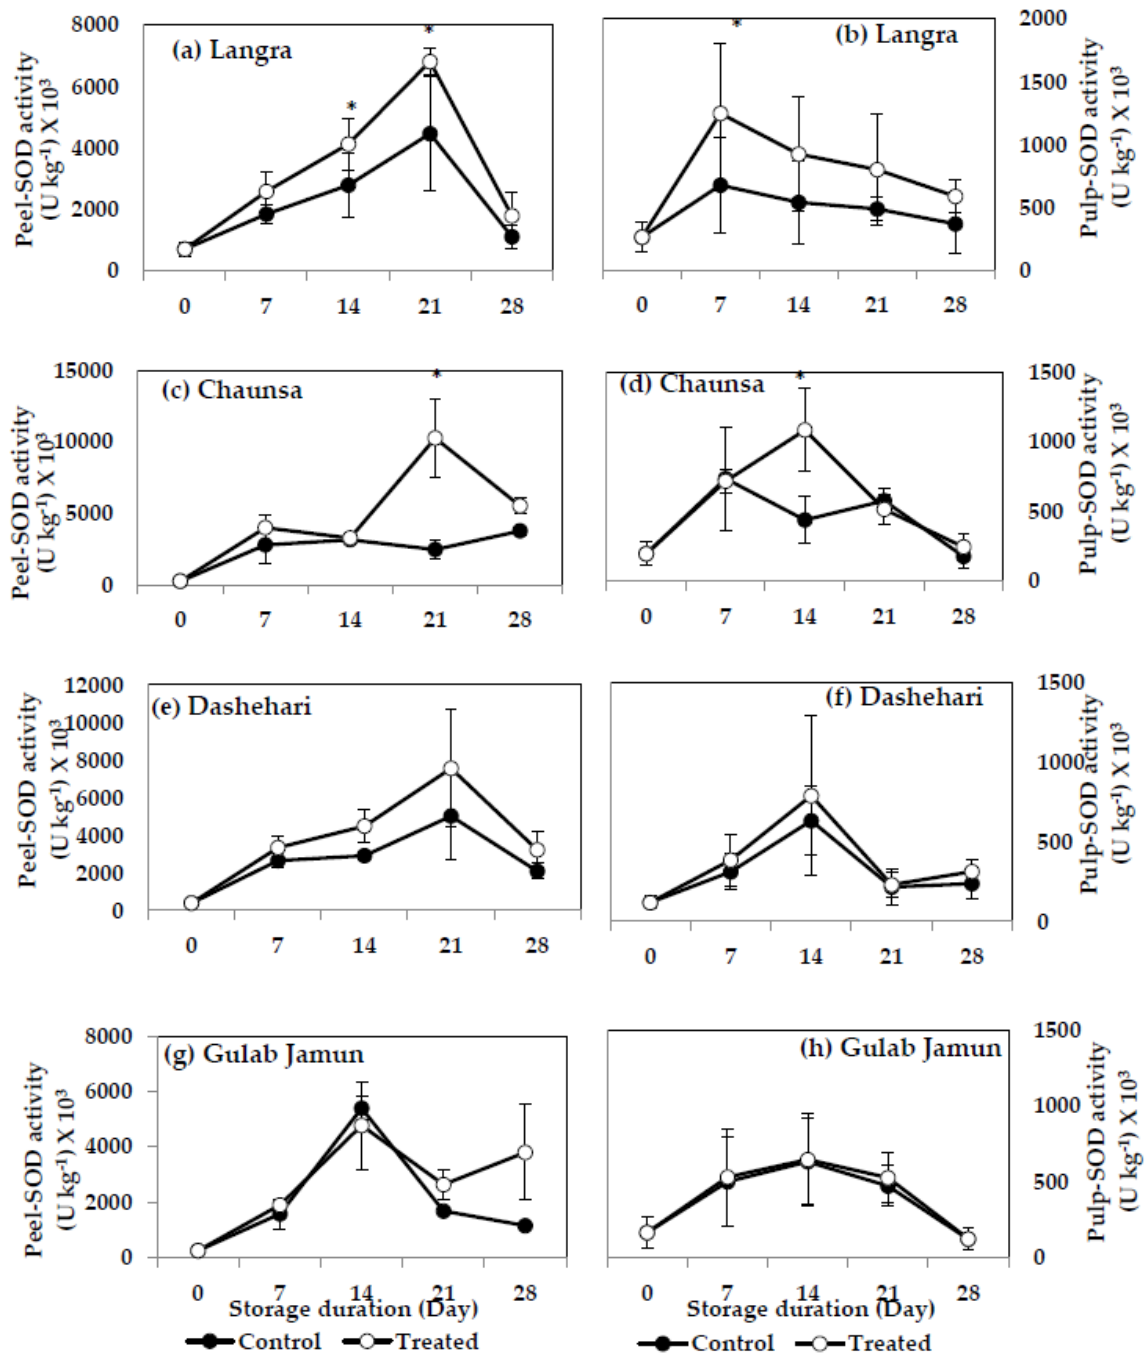 (a) Langra
Peel-SOD activity
(U kg⁻¹) X 10³
8000
6000
4000
2000
0
*
*
0 7 14 21 28
(b) Langra
Pulp-SOD activity
(U kg⁻¹) X 10³
2000
1500
1000
500
0
*
0 7 14 21 28
(c) Chaunsa
Peel-SOD activity
(U kg⁻¹) X 10³
15000
10000
5000
0
*
0 7 14 21 28
(d) Chaunsa
Pulp-SOD activity
(U kg⁻¹) X 10³
1500
1000
500
0
*
0 7 14 21 28
(e) Dashehari
Peel-SOD activity
(U kg⁻¹) X 10³
12000
10000
8000
6000
4000
2000
0
0 7 14 21 28
(f) Dashehari
Pulp-SOD activity
(U kg⁻¹) X 10³
1500
1000
500
0
0 7 14 21 28
(g) Gulab Jamun
Peel-SOD activity
(U kg⁻¹) X 10³
8000
6000
4000
2000
0
0 7 14 21 28
Storage duration (Day)
Control Treated
(h) Gulab Jamun
Pulp-SOD activity
(U kg⁻¹) X 10³
1500
1000
500
0
0 7 14 21 28
Storage duration (Day)
Control Treated